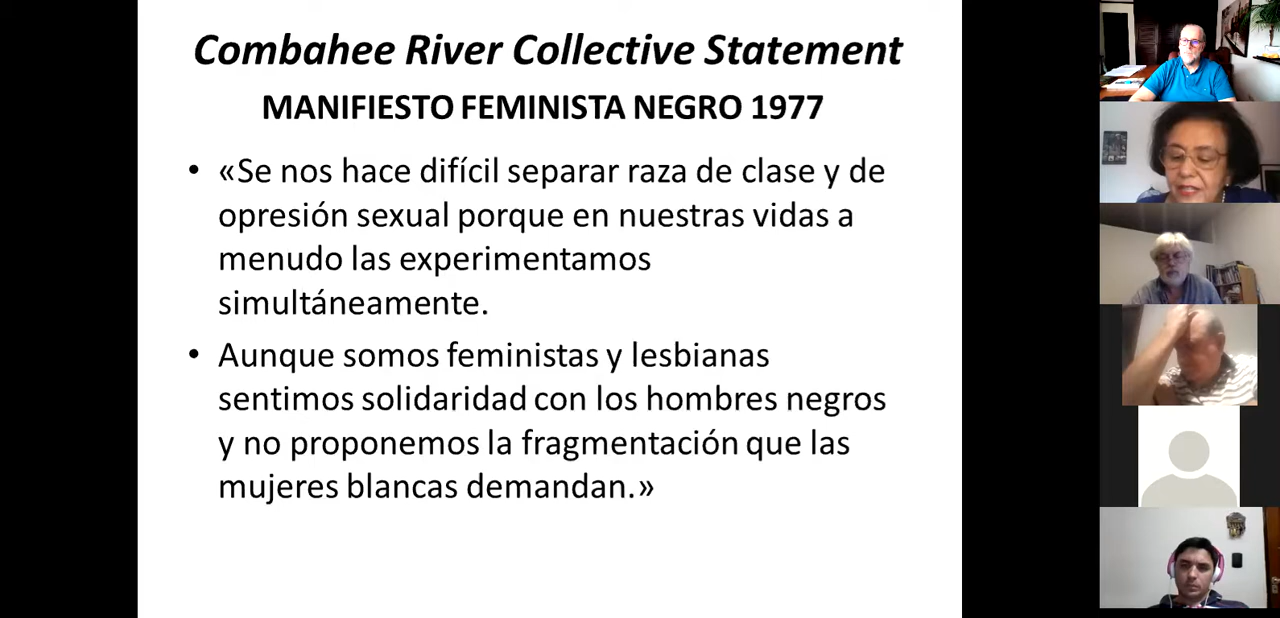 Combahee River Collective Statement
MANIFIESTO FEMINISTA NEGRO 1977
• «Se nos hace difícil separar raza de clase y de
opresión sexual porque en nuestras vidas a
menudo las experimentamos
simultáneamente.
• Aunque somos feministas y lesbianas
sentimos solidaridad con los hombres negros
y no proponemos la fragmentación que las
mujeres blancas demandan.»